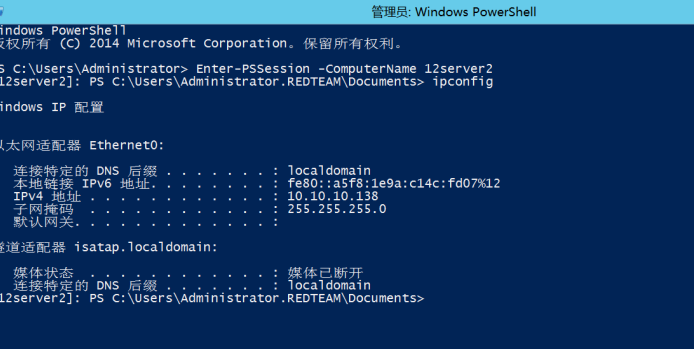 管理员: Windows PowerShell
indows PowerShell
版权所有 (C) 2014 Microsoft Corporation。保留所有权利。
S C:\Users\Administrator> Enter-PSSession -ComputerName 12server2
12server2]: PS C:\Users\Administrator.REDTEAM\Documents> ipconfig
indows IP 配置
以太网适配器 Ethernet0:
连接特定的 DNS 后缀 . . . . . . . : localdomain
本地链接 IPv6 地址. . . . . . . . : fe80::a5f8:1e9a:c14c:fd07%12
IPv4 地址 . . . . . . . . . . . . : 10.10.10.138
子网掩码  . . . . . . . . . . . . : 255.255.255.0
默认网关. . . . . . . . . . . . . :
隧道适配器 isatap.localdomain:
媒体状态  . . . . . . . . . . . . : 媒体已断开
连接特定的 DNS 后缀 . . . . . . . : localdomain
12server2]: PS C:\Users\Administrator.REDTEAM\Documents>